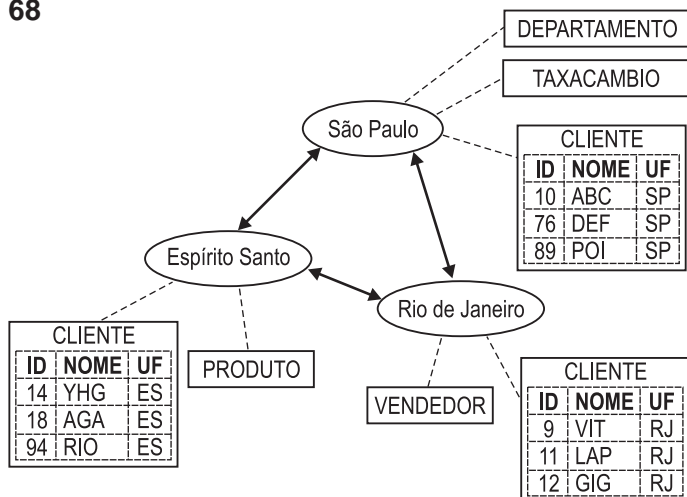 68
DEPARTAMENTO
TAXACAMBIO
São Paulo
CLIENTE
ID NOME UF
10 ABC SP
76 DEF SP
89 POI SP
Espírito Santo
Rio de Janeiro
CLIENTE
ID NOME UF
14 YHG ES
18 AGA ES
94 RIO ES
PRODUTO
VENDEDOR
CLIENTE
ID NOME UF
9 VIT RJ
11 LAP RJ
12 GIG RJ